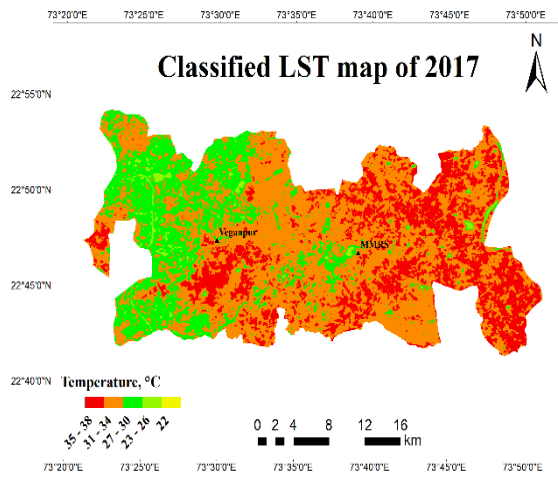 73°20'0"E 73°25'0"E 73°30'0"E 73°35'0"E 73°40'0"E 73°45'0"E 73°50'0"E
N
Classified LST map of 2017
22°55'0"N
22°50'0"N
Veganpur
MMRS
22°45'0"N
22°40'0"N
Temperature, °C
35 - 38
31 - 34
27 - 30
23 - 26
22
0 2 4 8 12 16
km
73°20'0"E 73°25'0"E 73°30'0"E 73°35'0"E 73°40'0"E 73°45'0"E 73°50'0"E